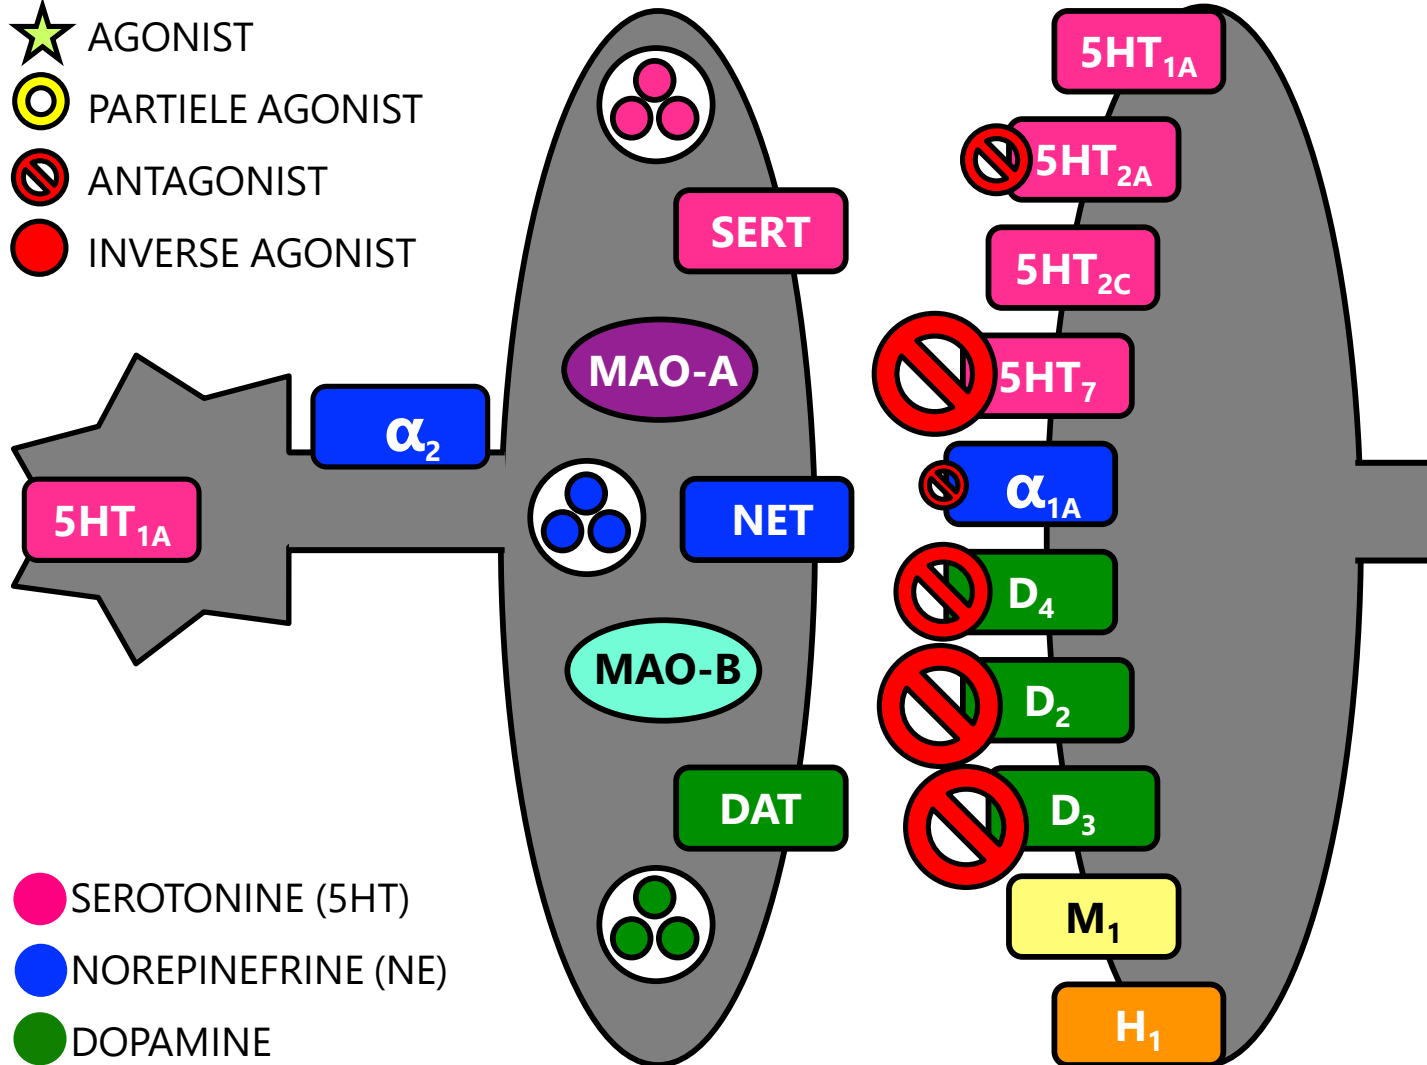 AGONIST
PARTIELE AGONIST
ANTAGONIST
INVERSE AGONIST
5HT1A
5HT2A
SERT
5HT2C
MAO-A
5HT7
α2
α1A
5HT1A
NET
D4
MAO-B
D2
DAT
D3
SEROTONINE (5HT)
M1
NOREPINEFRINE (NE)
H1
DOPAMINE